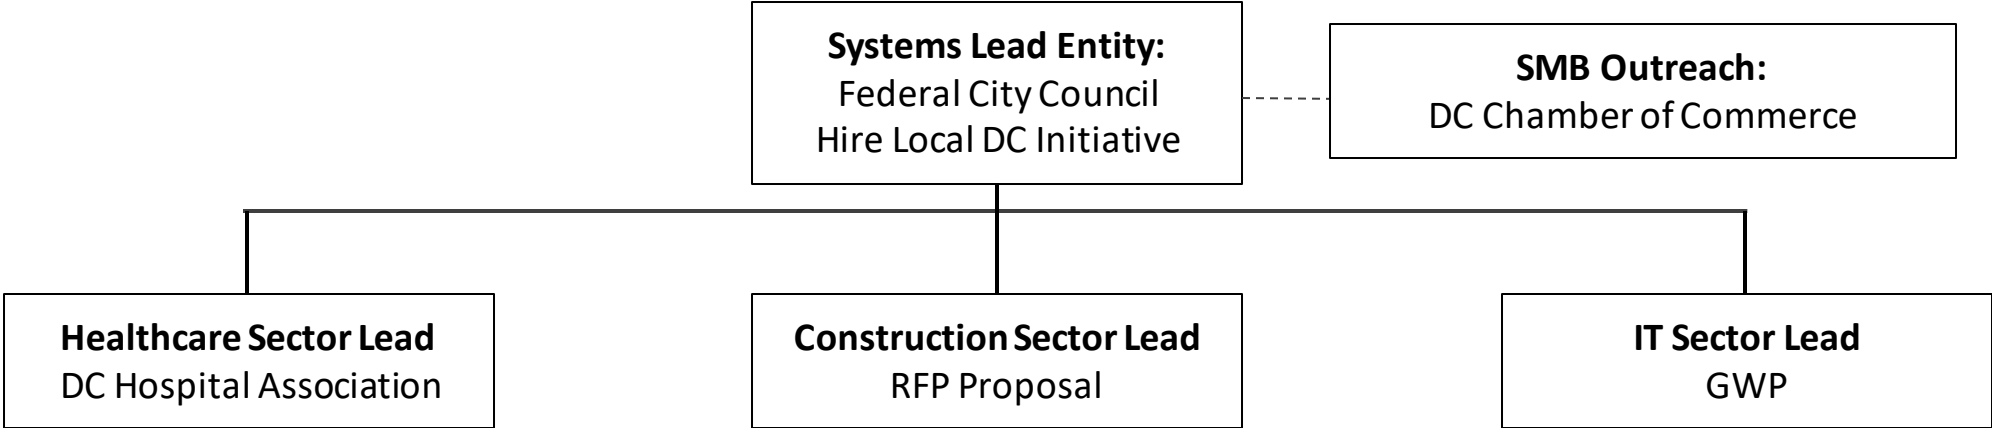 Systems Lead Entity:
Federal City Council
Hire Local DC Initiative
SMB Outreach:
DC Chamber of Commerce
Healthcare Sector Lead
DC Hospital Association
Construction Sector Lead
RFP Proposal
IT Sector Lead
GWP